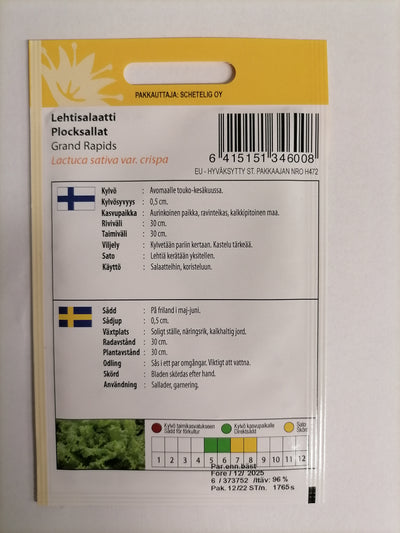 PAKKAUTTAJA: SCHETELIG OY
Lehtisalaatti
Plocksallat
Grand Rapids
Lactuca sativa var. crispa
6 415151 346008
EU - HYVÄKSYTTY ST. PAKKAAJAN NRO H472
Kylvö : Avomaalle touko-kesäkuussa.
Kylvösyvyys : 0,5 cm.
Kasvupaikka : Aurinkoinen paikka, ravinteikas, kalkkipitoinen maa.
Riviväli : 30 cm.
Taimiväli : 30 cm.
Viljely : Kylvetään pariin kertaan. Kastelu tärkeää.
Sato : Lehtiä kerätään yksitellen.
Käyttö : Salaatteihin, koristeluun.
Sådd : På friland i maj-juni.
Sådjup : 0,5 cm.
Växtplats : Soligt ställe, näringsrik, kalkhaltig jord.
Radavstånd : 30 cm.
Plantavstånd : 30 cm.
Odling : Sås i ett par omgångar. Viktigt att vattna.
Skörd : Bladen skördas efter hand.
Användning : Sallader, garnering.
Kylvö taimikasvatukseen
Sådd för förkultur
Kylvö kasvupaikalle
Direktsådd
Sato
Skörd
1 2 3 4 5 6 7 8 9 10 11 12
Par.enn.bäst
Före / 12/ 2025
6 / 373752 /Itäv: 96 %
Pak. 12/22 ST/n. 1765s